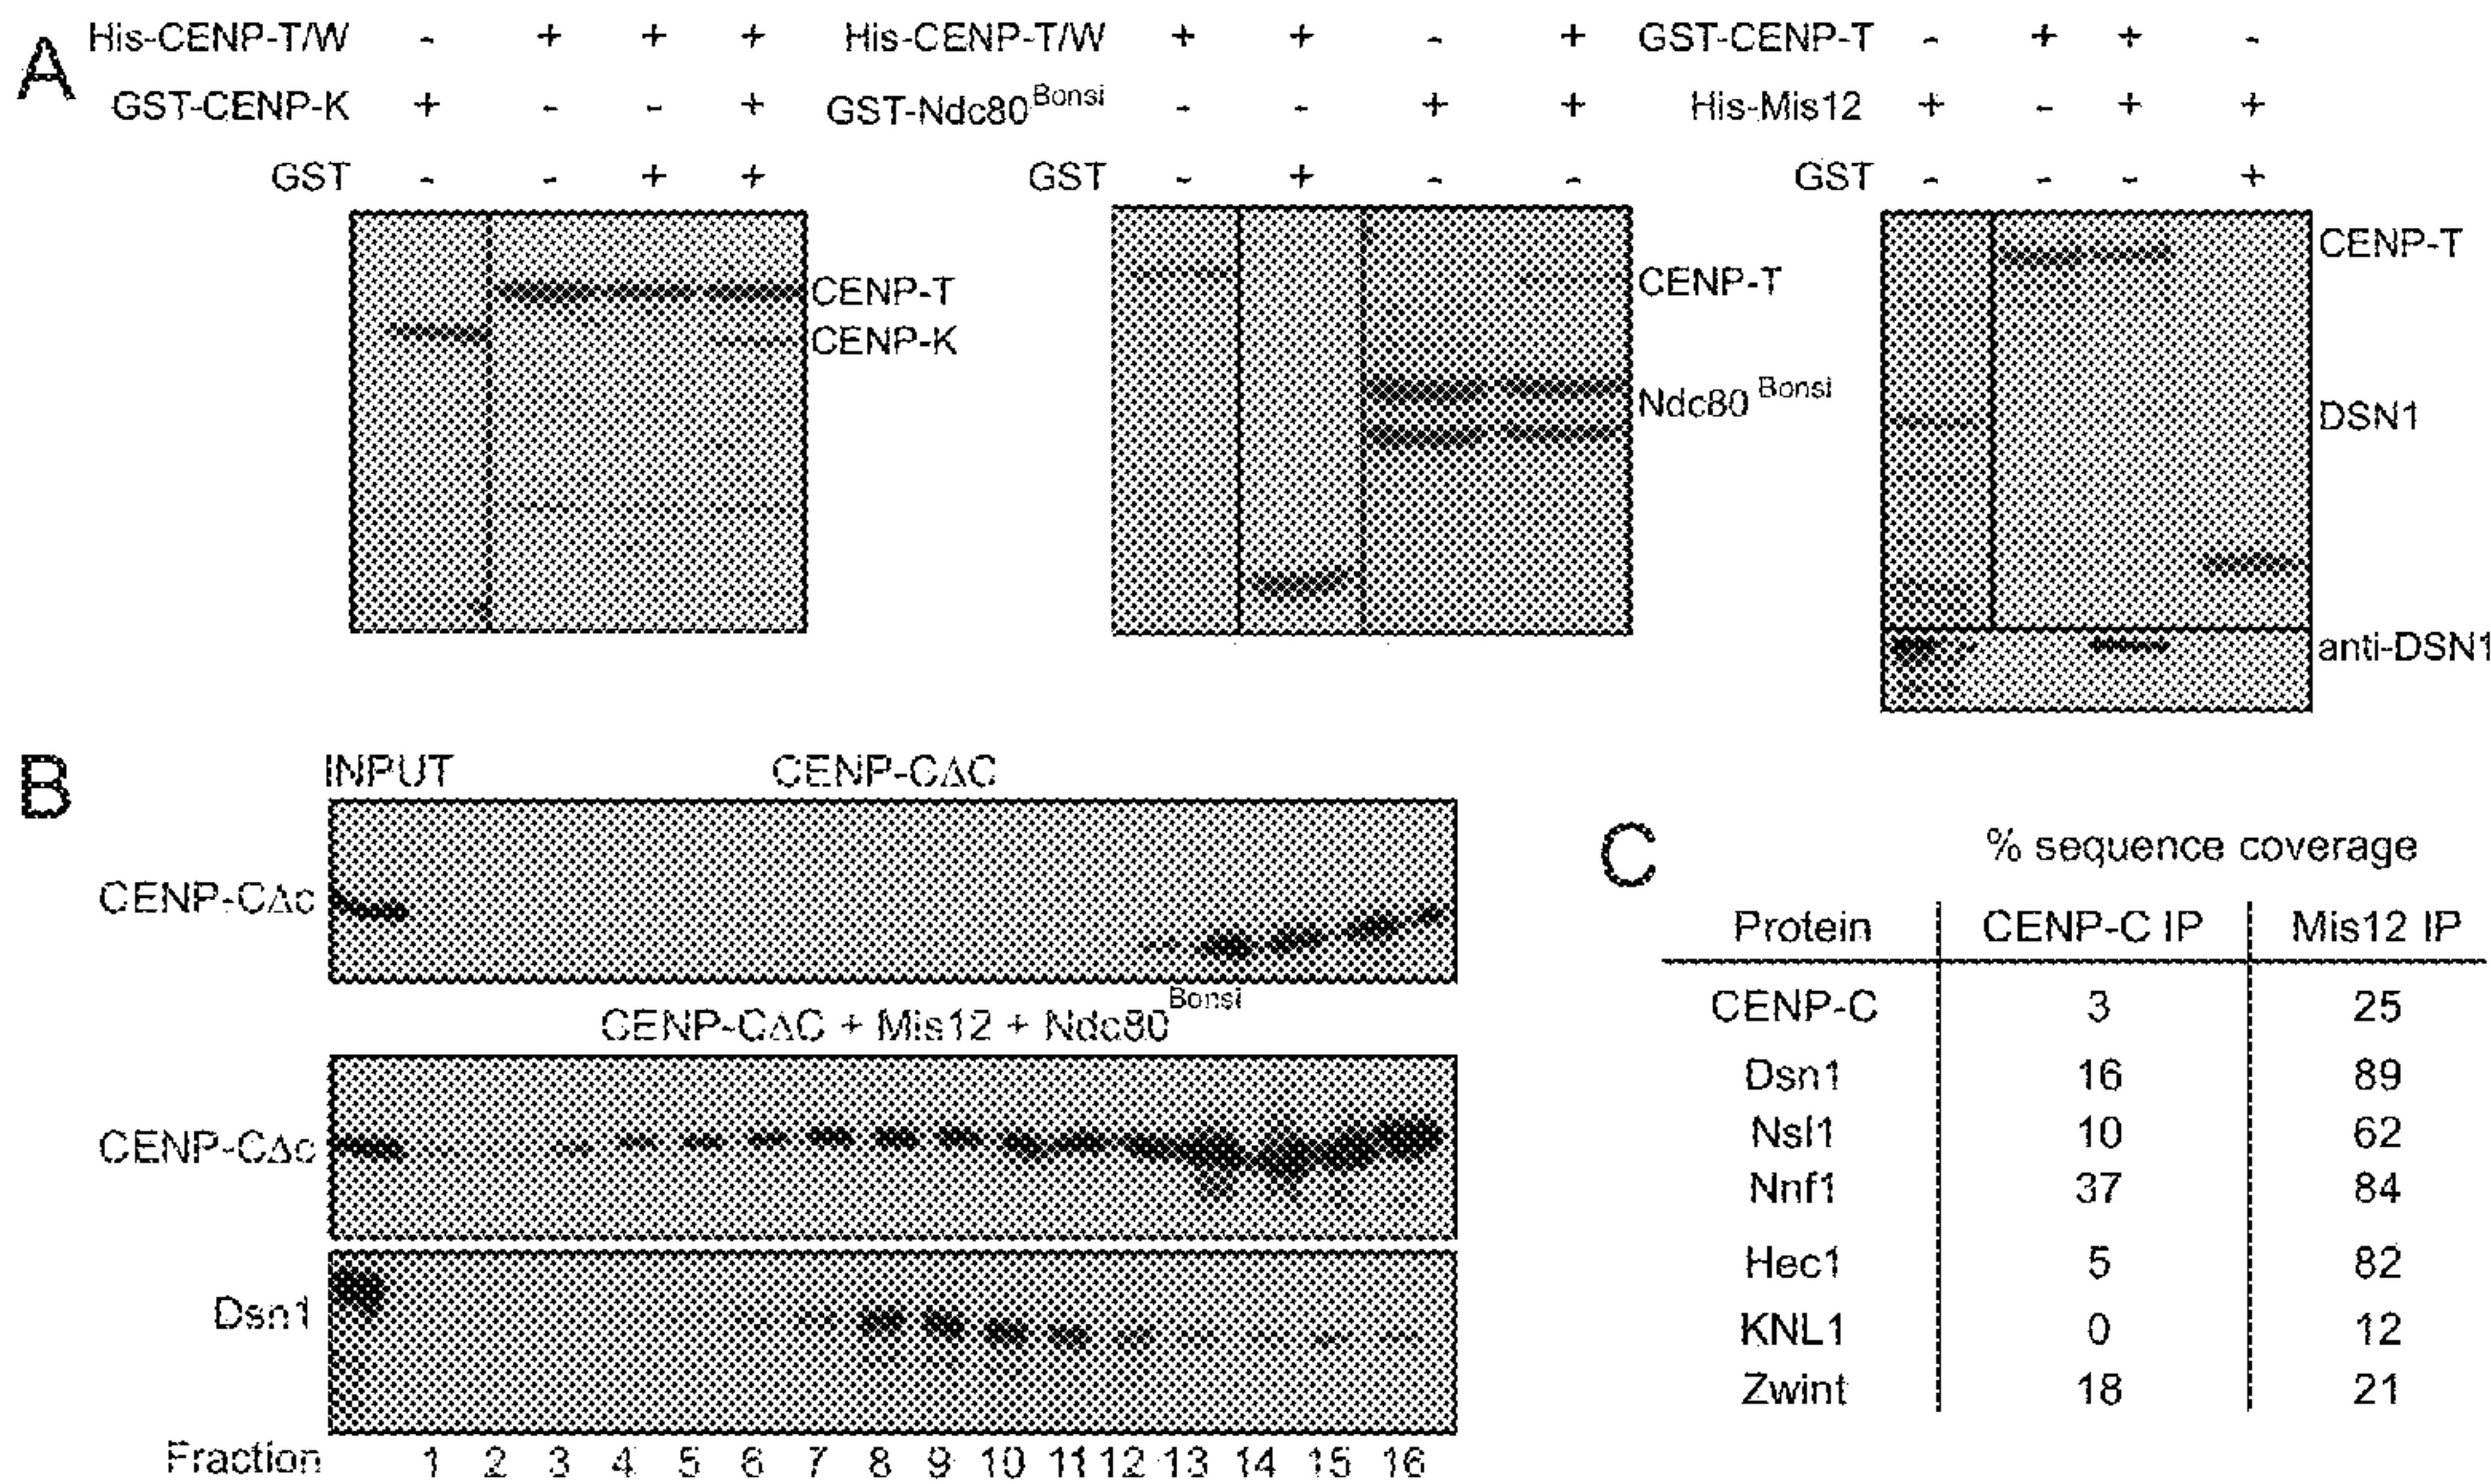 A
His-CENP-T/W - + + +
GST-CENP-K + - - +
GST - - + +
CENP-T
CENP-K
His-CENP-T/W + + - +
GST-Ndc80Bonsi - - + +
GST - + - -
CENP-T
Ndc80 Bonsi
GST-CENP-T - + + -
His-Mis12 + - + +
GST - - - +
CENP-T
DSN1
anti-DSN1
B
INPUT CENP-CΔC
CENP-CΔc
CENP-CΔC + Mis12 + Ndc80Bonsi
CENP-CΔc
Dsn1
Fraction 1 2 3 4 5 6 7 8 9 10 11 12 13 14 15 16
C
% sequence coverage
Protein CENP-C IP Mis12 IP
CENP-C 3 25
Dsn1 16 89
Nsl1 10 62
Nnf1 37 84
Hec1 5 82
KNL1 0 12
Zwint 18 21